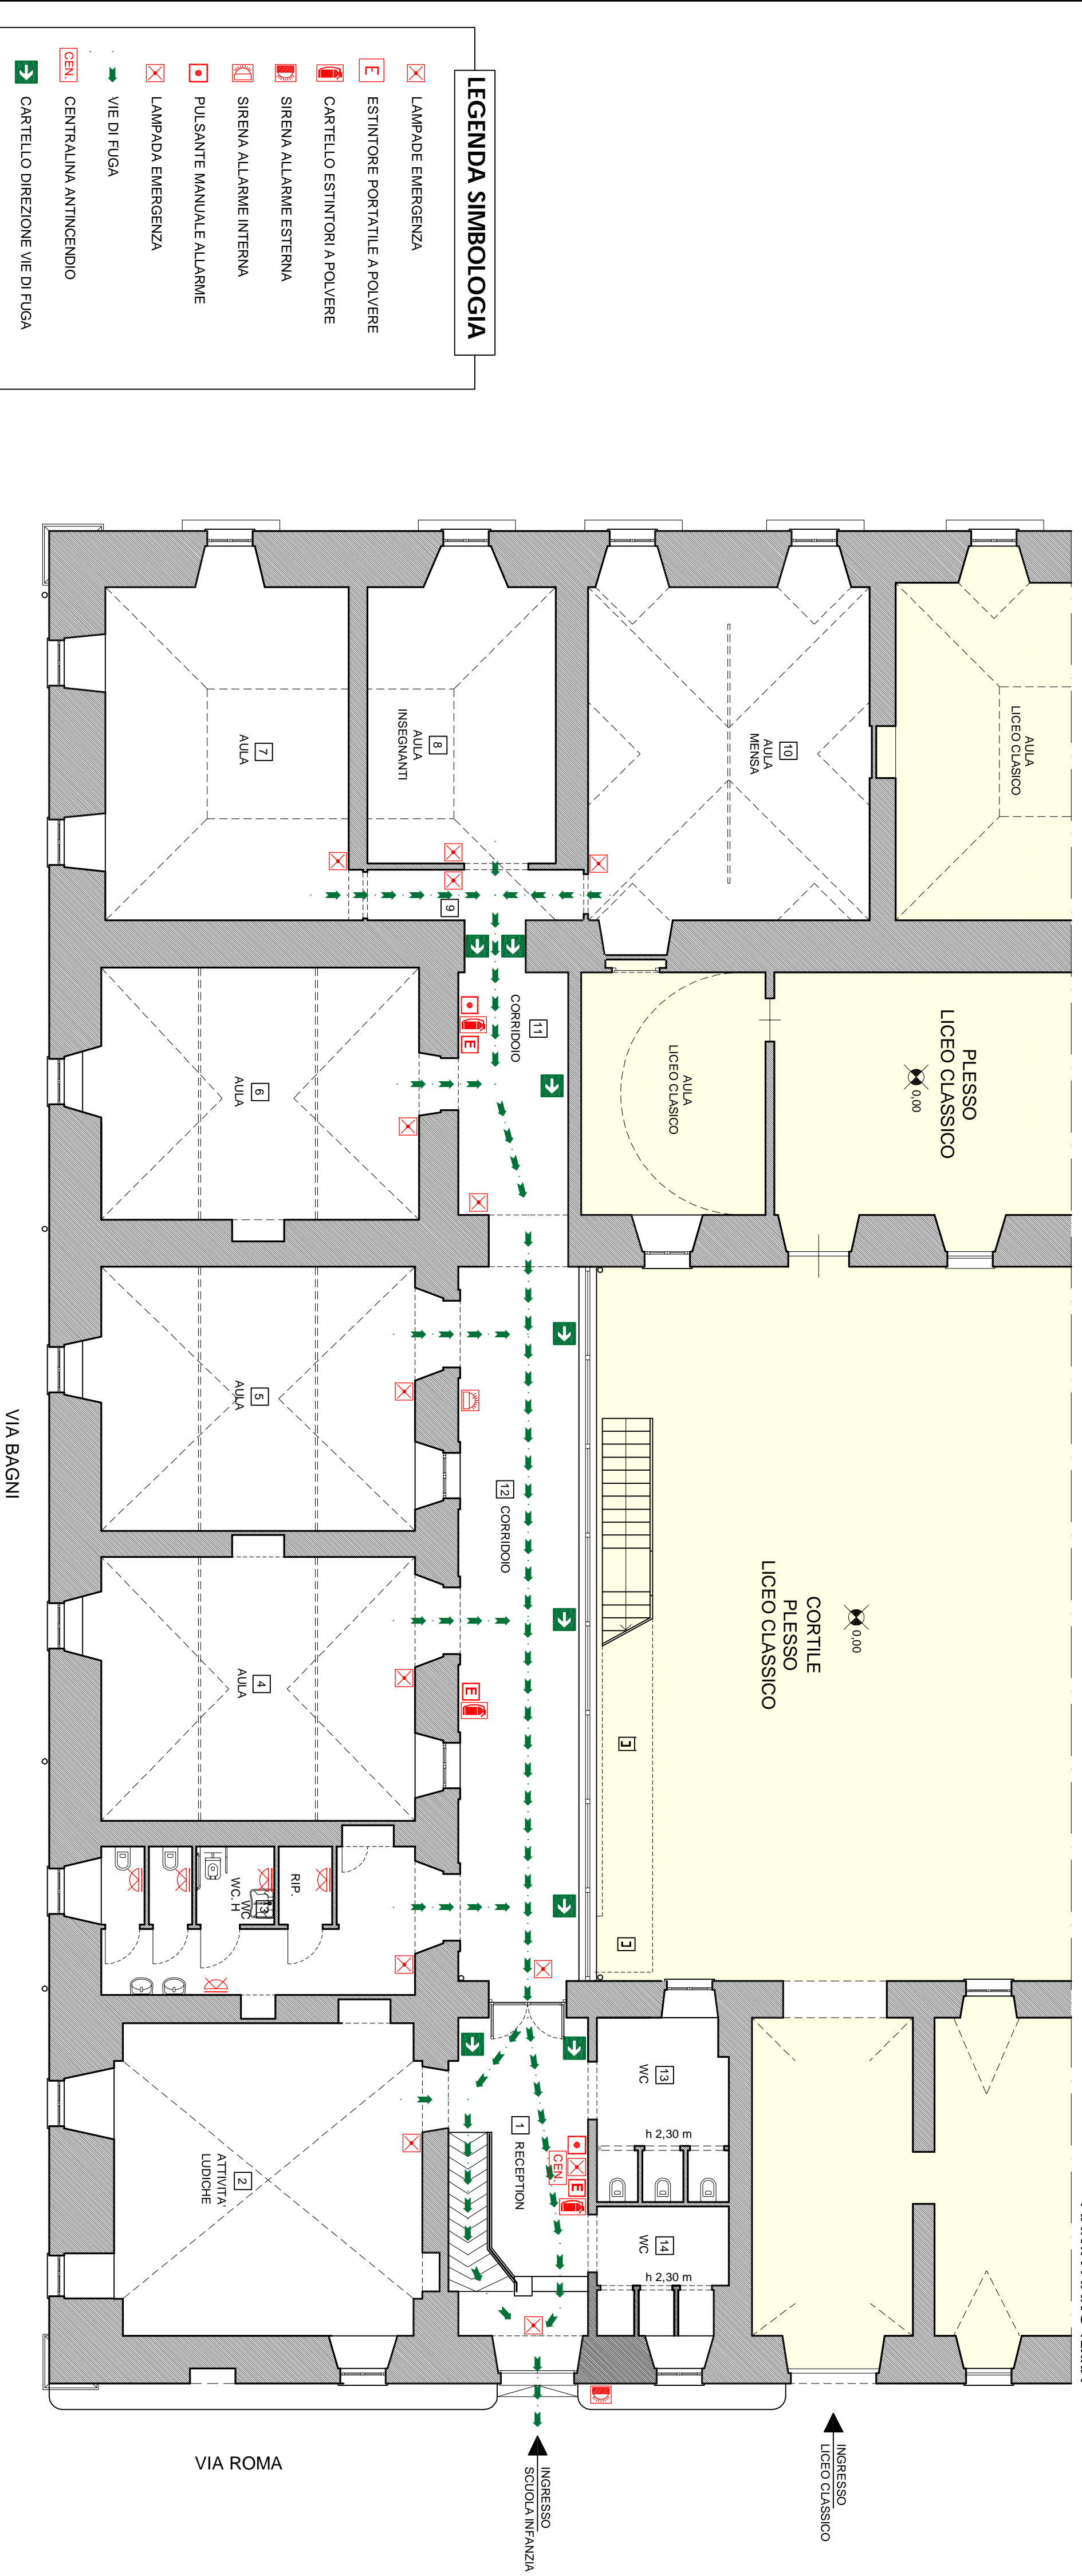 LEGENDA SIMBOLOGIA
LAMPADE EMERGENZA
E
ESTINTORE PORTATILE A POLVERE
CARTELLO ESTINTORI A POLVERE
SIRENA ALLARME ESTERNA
SIRENA ALLARME INTERNA
PULSANTE MANUALE ALLARME
LAMPADA EMERGENZA
VIE DI FUGA
CEN.
CENTRALINA ANTINCENDIO
CARTELLO DIREZIONE VIE DI FUGA
AULA
LICEO CLASICO
10
AULA
MENSA
8
AULA
INSEGNANTI
7
AULA
9
PLESSO
LICEO CLASSICO
0,00
AULA
LICEO CLASICO
11
CORRIDOIO
E
6
AULA
5
AULA
12
CORRIDOIO
CORTILE
PLESSO
LICEO CLASSICO
0,00
4
AULA
E
RIP.
13
WC
WC. H
VIA BAGNI
13
WC
h 2,30 m
1
RECEPTION
CEN.
E
14
WC
h 2,30 m
2
ATTIVITA'
LUDICHE
VIA ROMA
INGRESSO
SCUOLA INFANZIA
INGRESSO
LICEO CLASSICO